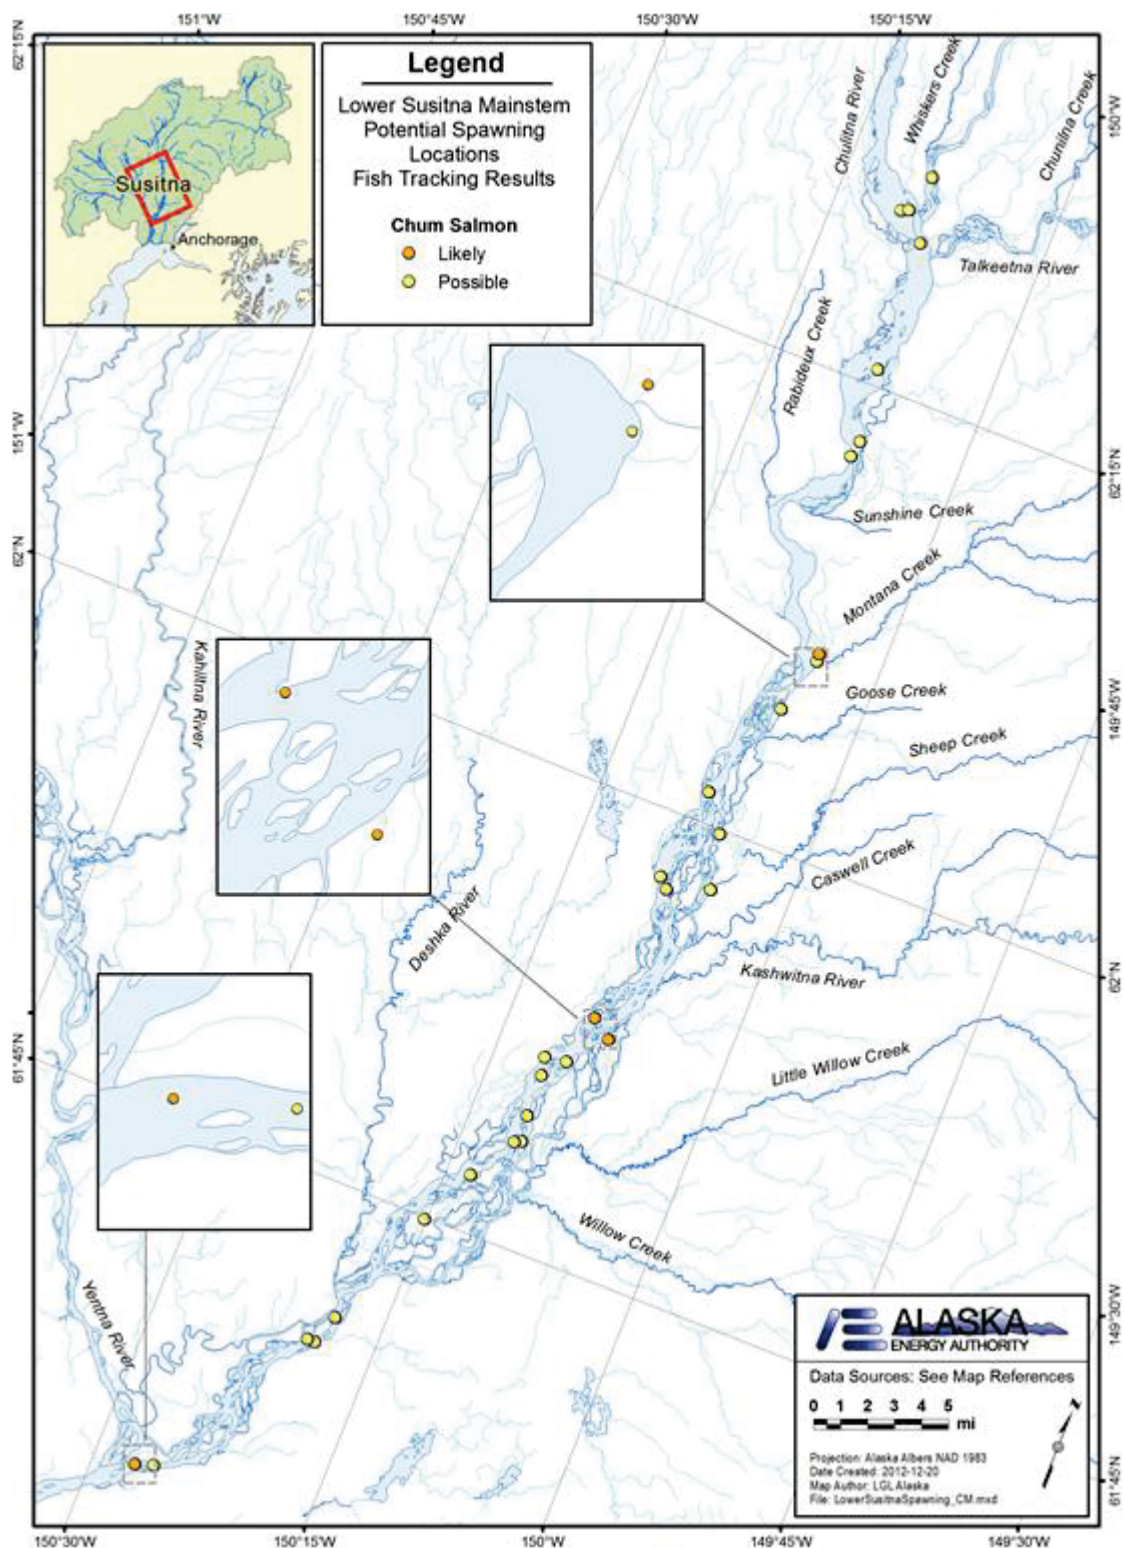 151°W
150°45'W
150°30'W
150°15'W
62°15'N
150°W
Legend
Lower Susitna Mainstem
Potential Spawning
Locations
Fish Tracking Results
Chum Salmon
Likely
Possible
Susitna
Anchorage
Chulitna River
Whiskers Creek
Chunilna Creek
Talkeetna River
Rabideux Creek
151°W
62°15'N
Sunshine Creek
62°N
Montana Creek
Kahiltna River
Goose Creek
149°45'W
Sheep Creek
Caswell Creek
Deshka River
Kashwitna River
62°N
61°45'N
Little Willow Creek
Willow Creek
Yentna River
149°30'W
ALASKA
ENERGY AUTHORITY
Data Sources: See Map References
0 1 2 3 4 5
mi
N
Projection: Alaska Albers NAD 1983
Date Created: 2012-12-20
Map Author: LGL Alaska
File: LowerSusitnaSpawning_CM.mxd
61°45'N
150°30'W
150°15'W
150°W
149°45'W
149°30'W